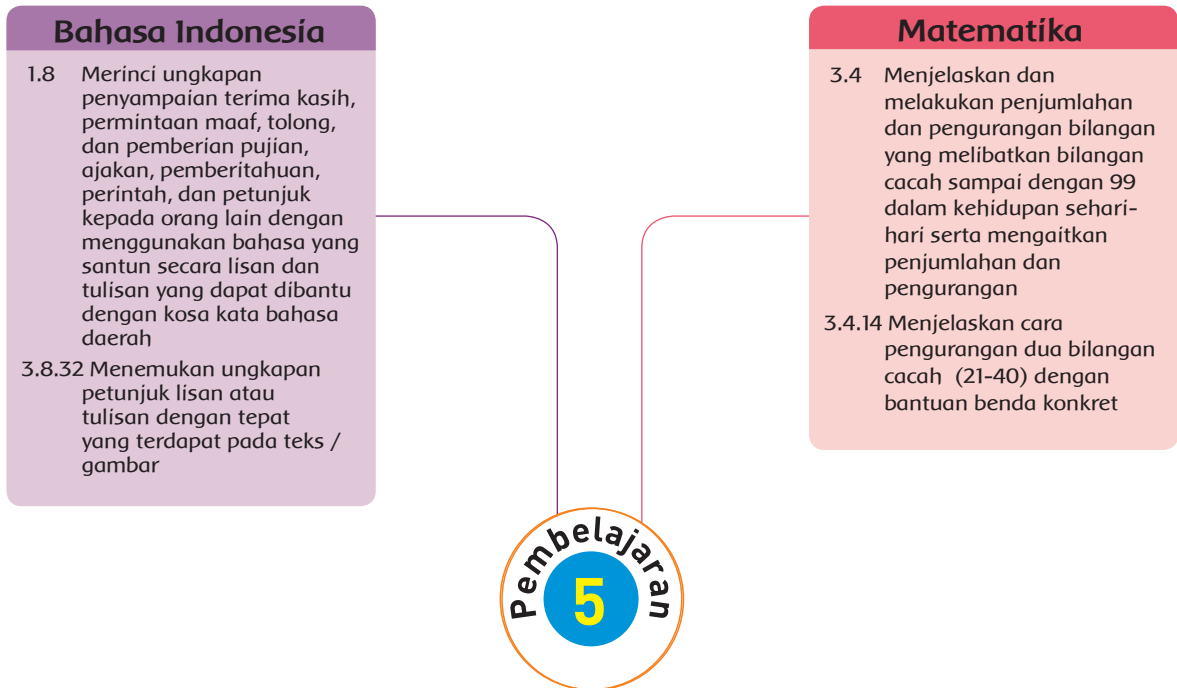 Bahasa Indonesia
1.8 Merinci ungkapan
penyampaian terima kasih,
permintaan maaf, tolong,
dan pemberian pujian,
ajakan, pemberitahuan,
perintah, dan petunjuk
kepada orang lain dengan
menggunakan bahasa yang
santun secara lisan dan
tulisan yang dapat dibantu
dengan kosa kata bahasa
daerah
3.8.32 Menemukan ungkapan
petunjuk lisan atau
tulisan dengan tepat
yang terdapat pada teks /
gambar
Matematika
3.4 Menjelaskan dan
melakukan penjumlahan
dan pengurangan bilangan
yang melibatkan bilangan
cacah sampai dengan 99
dalam kehidupan sehari-
hari serta mengaitkan
penjumlahan dan
pengurangan
3.4.14 Menjelaskan cara
pengurangan dua bilangan
cacah (21-40) dengan
bantuan benda konkret
Pembelajaran
5